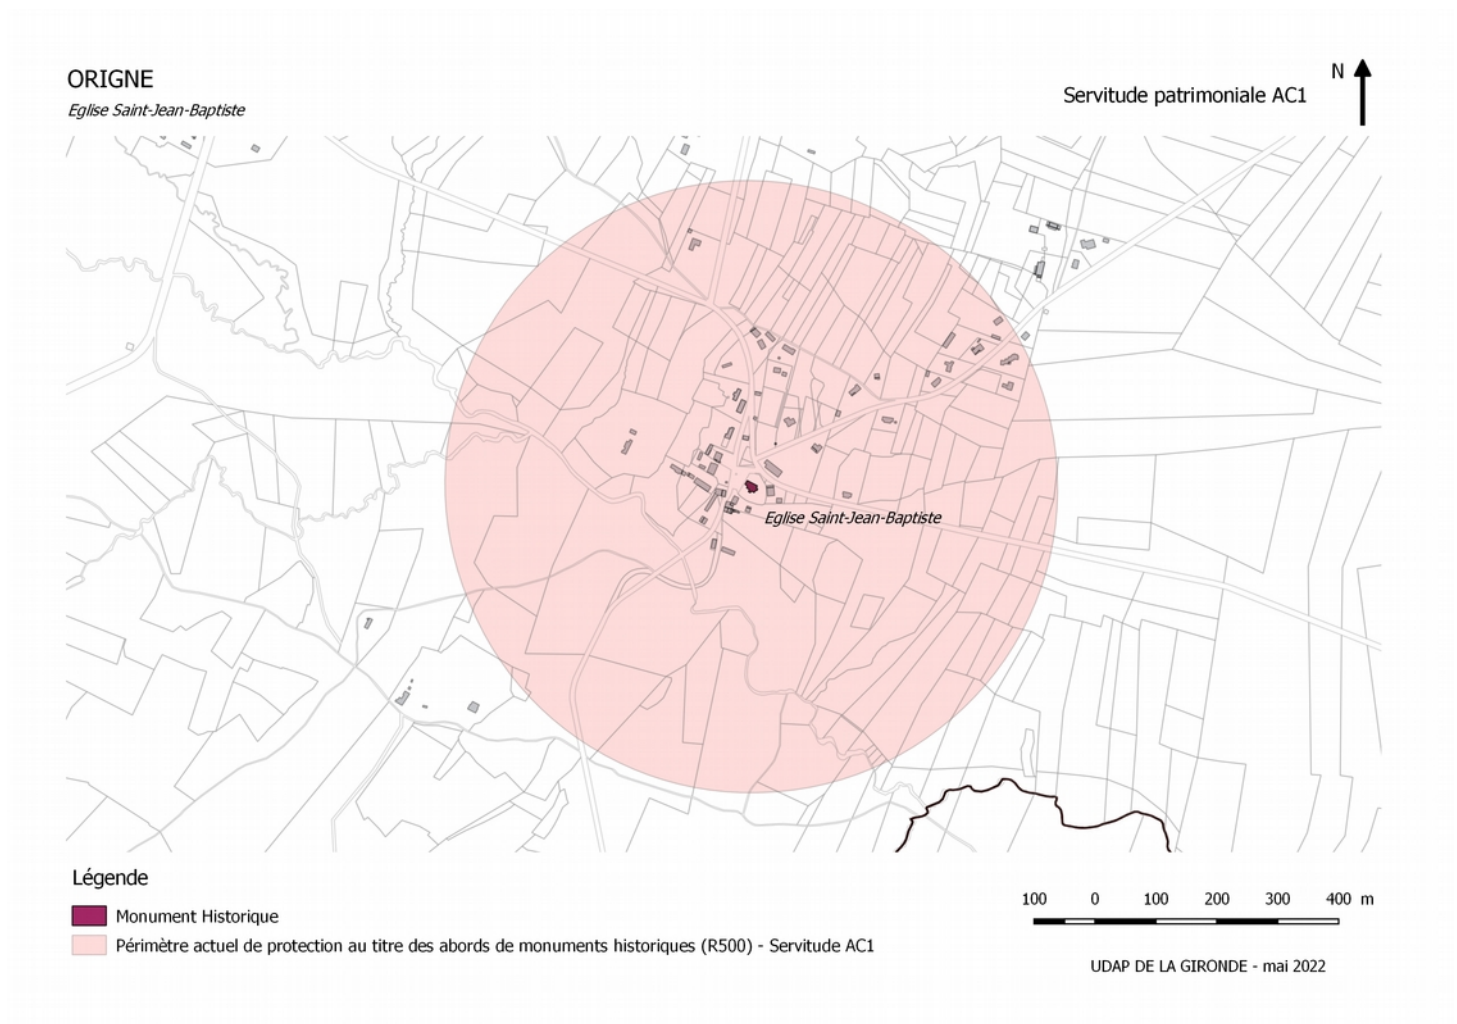 ORIGNE
Eglise Saint-Jean-Baptiste
Servitude patrimoniale AC1
N
Eglise Saint-Jean-Baptiste
Légende
Monument Historique
Périmètre actuel de protection au titre des abords de monuments historiques (R500) - Servitude AC1
100 0 100 200 300 400 m
UDAP DE LA GIRONDE - mai 2022